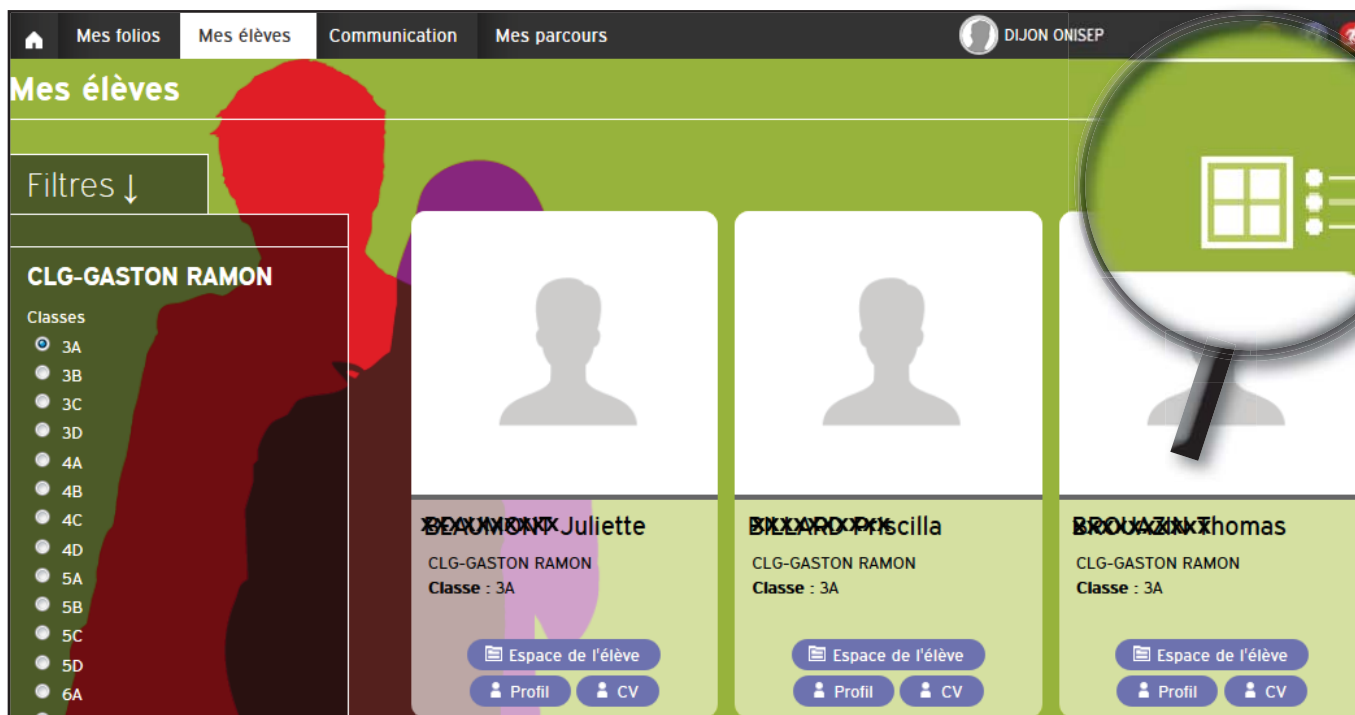 Mes folios
Mes élèves
Communication
Mes parcours
DIJON ONISEP
?
Mes élèves
Filtres ↓
CLG-GASTON RAMON
Classes
3A
3B
3C
3D
4A
4B
4C
4D
5A
5B
5C
5D
6A
Juliette
CLG-GASTON RAMON
Classe : 3A
Espace de l'élève
Profil
CV
Priscilla
CLG-GASTON RAMON
Classe : 3A
Espace de l'élève
Profil
CV
Thomas
CLG-GASTON RAMON
Classe : 3A
Espace de l'élève
Profil
CV